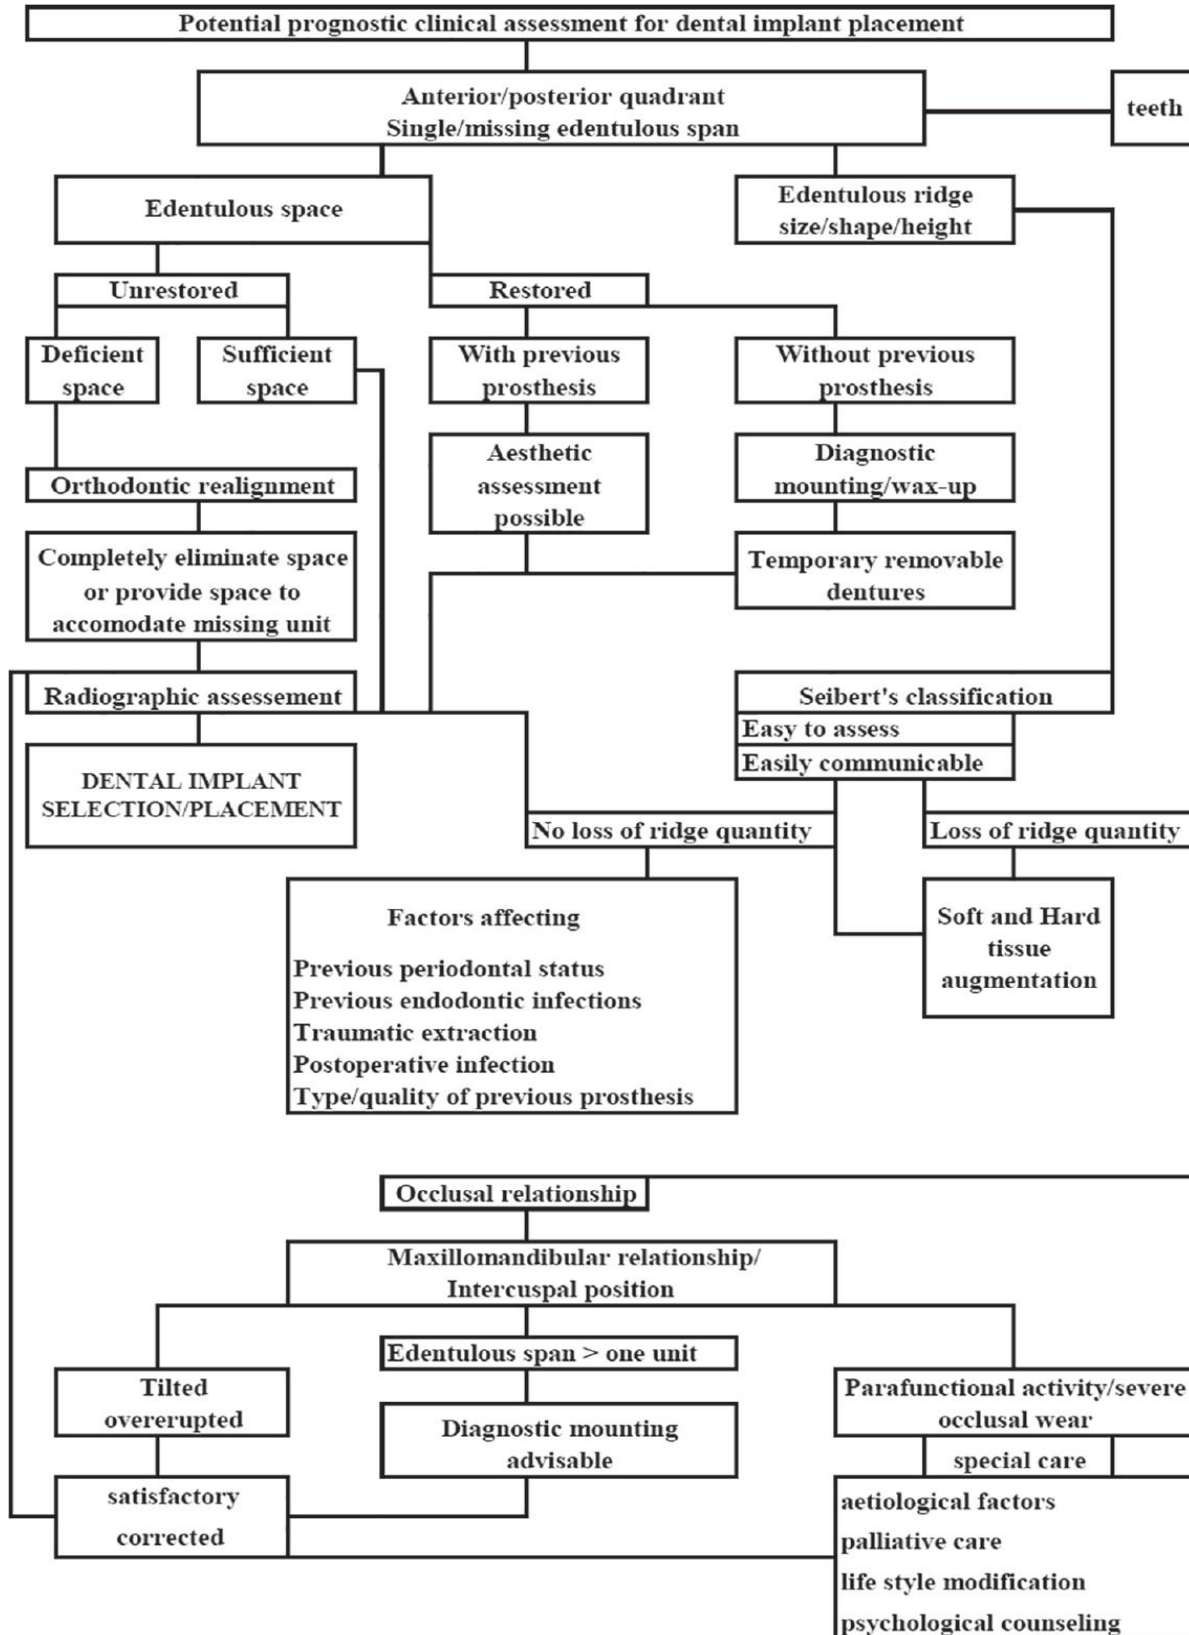 Potential prognostic clinical assessment for dental implant placement
Anterior/posterior quadrant
Single/missing edentulous span
teeth
Edentulous space
Edentulous ridge
size/shape/height
Unrestored
Restored
Deficient
space
Sufficient
space
With previous
prosthesis
Without previous
prosthesis
Aesthetic
assessment
possible
Diagnostic
mounting/wax-up
Orthodontic realignment
Completely eliminate space
or provide space to
accomodate missing unit
Temporary removable
dentures
Radiographic assessement
Seibert's classification
Easy to assess
Easily communicable
DENTAL IMPLANT
SELECTION/PLACEMENT
No loss of ridge quantity
Loss of ridge quantity
Factors affecting
Previous periodontal status
Previous endodontic infections
Traumatic extraction
Postoperative infection
Type/quality of previous prosthesis
Soft and Hard
tissue
augmentation
Occlusal relationship
Maxillomandibular relationship/
Intercuspal position
Edentulous span > one unit
Tilted
overerupted
Diagnostic mounting
advisable
Parafunctional activity/severe
occlusal wear
special care
satisfactory
corrected
aetiological factors
palliative care
life style modification
psychological counseling